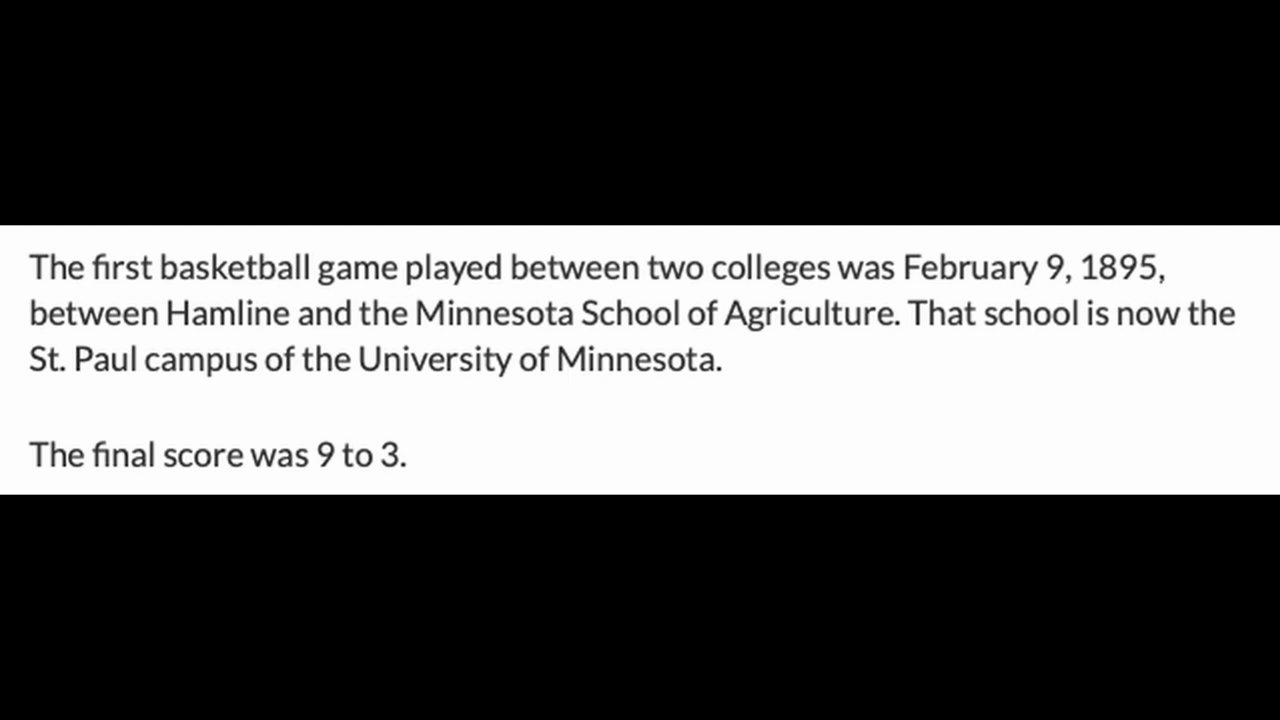 The first basketball game played between two colleges was February 9, 1895,
between Hamline and the Minnesota School of Agriculture. That school is now the
St. Paul campus of the University of Minnesota.
The final score was 9 to 3.